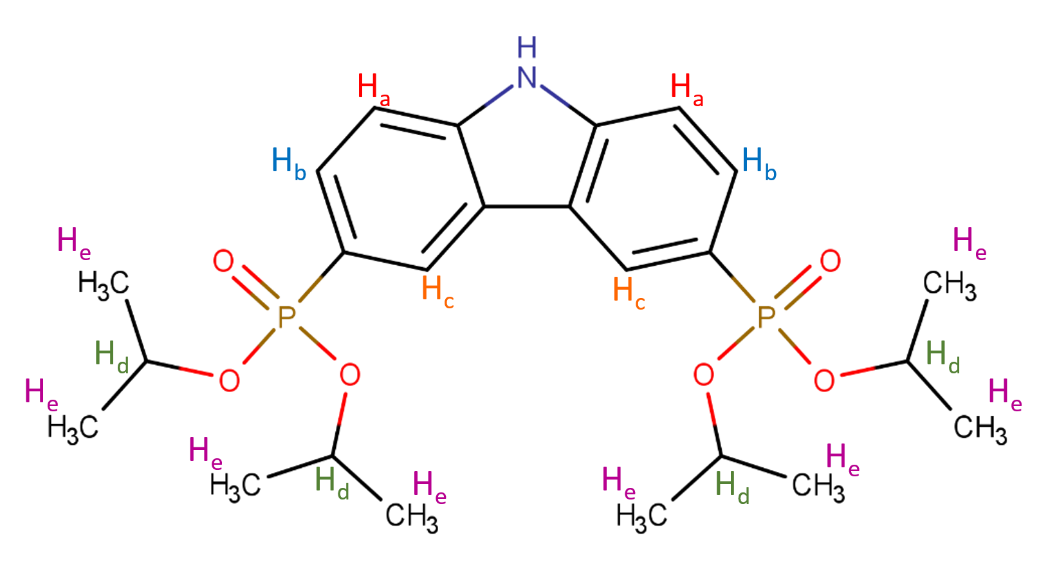 H
N
Ha Ha
Hb Hb
He He
O O
H3C CH3
Hc Hc
P P
Hd Hd
O O O O
He He
H3C CH3
He He
He He
H3C Hd Hd CH3
CH3 H3C